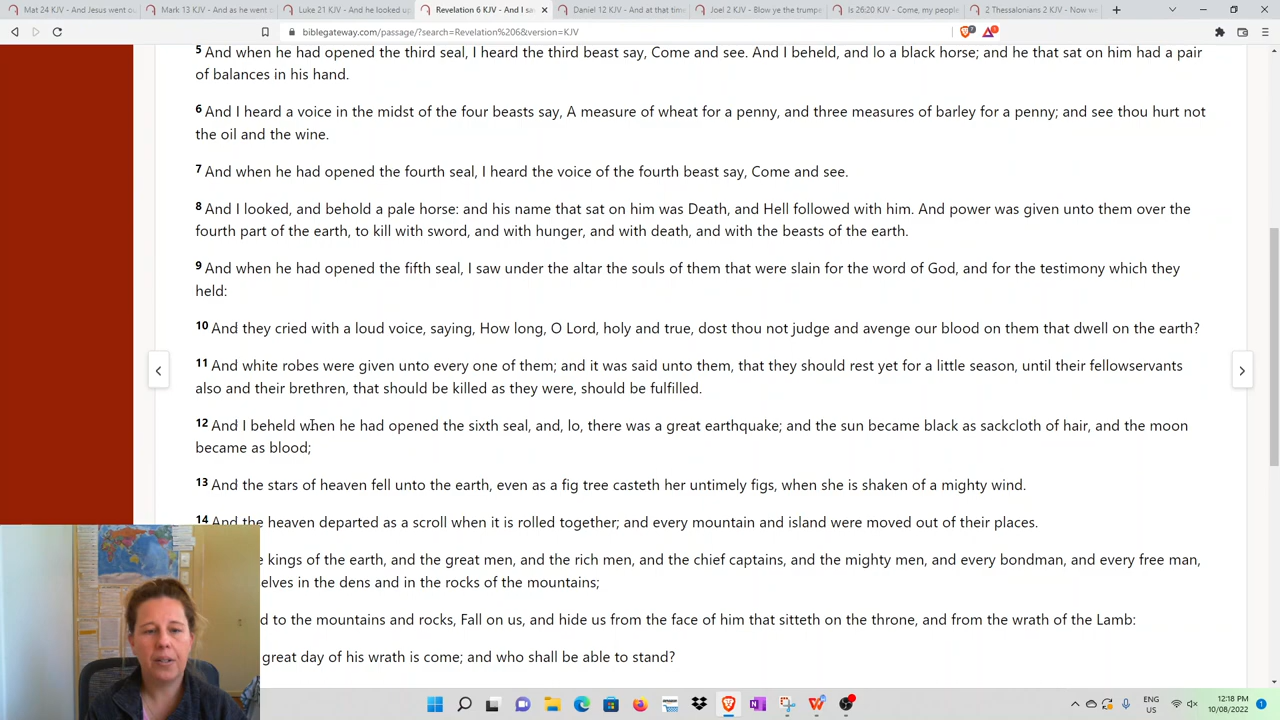 Mat 24 KJV - And Jesus went ou
Mark 13 KJV - And as he went o
Luke 21 KJV - And he looked up
Revelation 6 KJV - And I sa
Daniel 12 KJV - And at that time
Joel 2 KJV - Blow ye the trumpe
Is 26:20 KJV - Come, my people
2 Thessalonians 2 KJV - Now we
biblegateway.com/passage/?search=Revelation%206&version=KJV
5 And when he had opened the third seal, I heard the third beast say, Come and see. And I beheld, and lo a black horse; and he that sat on him had a pair
of balances in his hand.
6 And I heard a voice in the midst of the four beasts say, A measure of wheat for a penny, and three measures of barley for a penny; and see thou hurt not
the oil and the wine.
7 And when he had opened the fourth seal, I heard the voice of the fourth beast say, Come and see.
8 And I looked, and behold a pale horse: and his name that sat on him was Death, and Hell followed with him. And power was given unto them over the
fourth part of the earth, to kill with sword, and with hunger, and with death, and with the beasts of the earth.
9 And when he had opened the fifth seal, I saw under the altar the souls of them that were slain for the word of God, and for the testimony which they
held:
10 And they cried with a loud voice, saying, How long, O Lord, holy and true, dost thou not judge and avenge our blood on them that dwell on the earth?
11 And white robes were given unto every one of them; and it was said unto them, that they should rest yet for a little season, until their fellowservants
also and their brethren, that should be killed as they were, should be fulfilled.
12 And I beheld when he had opened the sixth seal, and, lo, there was a great earthquake; and the sun became black as sackcloth of hair, and the moon
became as blood;
13 And the stars of heaven fell unto the earth, even as a fig tree casteth her untimely figs, when she is shaken of a mighty wind.
14 And the heaven departed as a scroll when it is rolled together; and every mountain and island were moved out of their places.
kings of the earth, and the great men, and the rich men, and the chief captains, and the mighty men, and every bondman, and every free man,
elves in the dens and in the rocks of the mountains;
d to the mountains and rocks, Fall on us, and hide us from the face of him that sitteth on the throne, and from the wrath of the Lamb:
great day of his wrath is come; and who shall be able to stand?
ENG
US
12:18 PM
10/08/2022